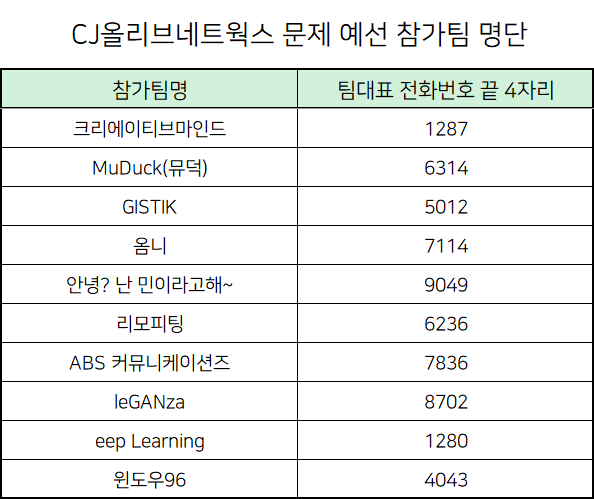 CJ올리브네트웍스 문제 예선 참가팀 명단
참가팀명 팀대표 전화번호 끝 4자리
크리에이티브마인드 1287
MuDuck(뮤덕) 6314
GISTIK 5012
옴니 7114
안녕? 난 민이라고해~ 9049
리모피팅 6236
ABS 커뮤니케이션즈 7836
leGANza 8702
eep Learning 1280
윈도우96 4043